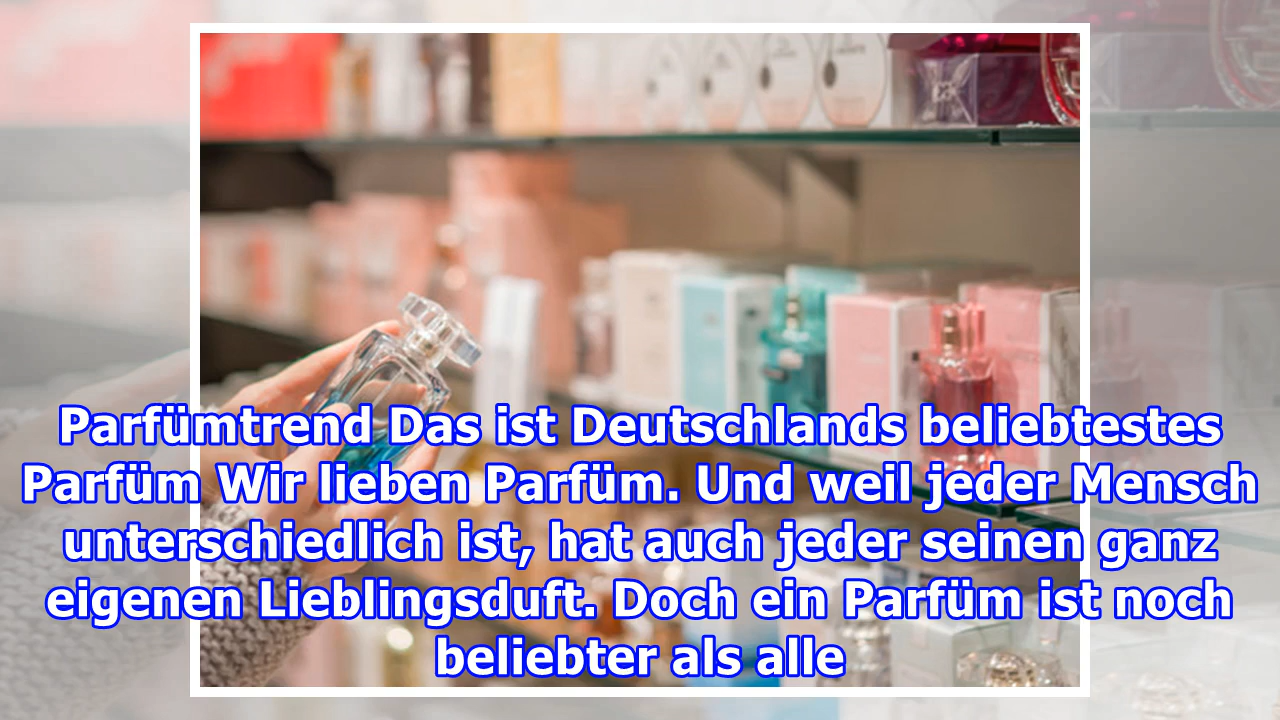 Parfümtrend Das ist Deutschlands beliebtestes
Parfüm Wir lieben Parfüm. Und weil jeder Mensch
unterschiedlich ist, hat auch jeder seinen ganz
eigenen Lieblingsduft. Doch ein Parfüm ist noch
beliebter als alle